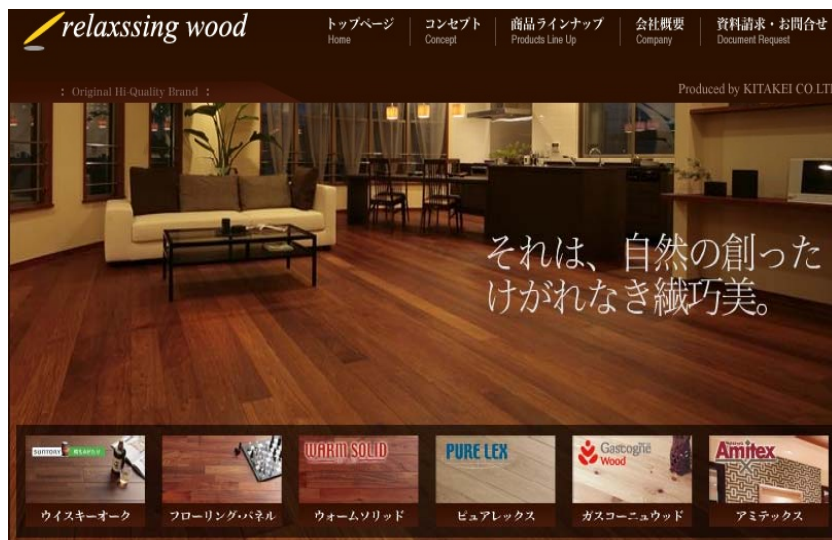 relaxssing wood
トップページ
Home
コンセプト
Concept
商品ラインナップ
Products Line Up
会社概要
Company
資料請求・お問合せ
Document Request
: Original Hi-Quality Brand :
Produced by KITAKEI CO.LT
それは、自然の創った
けがれなき繊巧美。
SUNTORY
WARM SOLID
PURE LEX
Gascogne
Wood
Amitex
ウイスキーオーク
フローリング・パネル
ウォームソリッド
ピュアレックス
ガスコーニュウッド
アミテックス